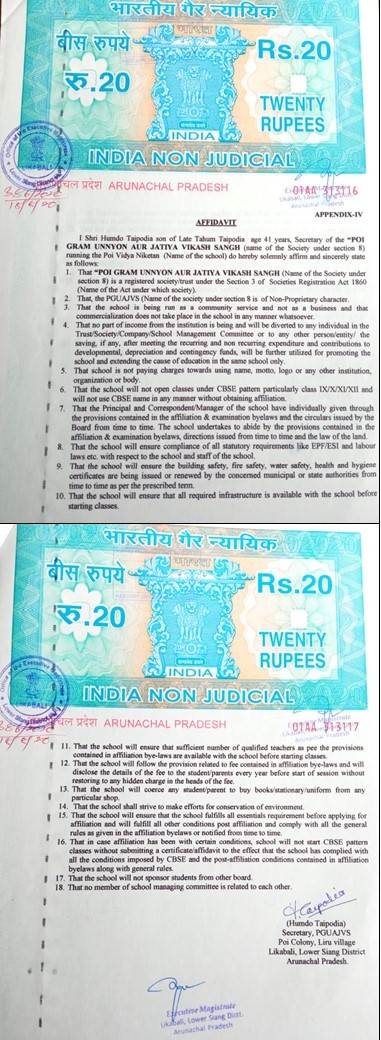 भारतीय गैर न्यायिक
भारत
बीस रुपये
Rs.20
रु.20
TWENTY
RUPEES
सत्यमेव जयते
INDIA
INDIA NON JUDICIAL
प्रदेश ARUNACHAL PRADESH
01AA 313116
Likabali, Lower Siang Dist.
Arunachal Pradesh
APPENDIX-IV
AFFIDAVIT
I Shri Humdo Taipodia son of Late Tahum Taipodia age 41 years, Secretary of the "POI
GRAM UNNYON AUR JATIYA VIKASH SANGH (name of the Society under section 8)
running the Poi Vidya Niketan (Name of the school) do hereby solemnly affirm and sincerely state
as follows:
1. That "POI GRAM UNNYON AUR JATIYA VIKASH SANGH (Name of the Society under
section 8) is a registered society/trust under the Section 3 of Societies Registration Act 1860
(Name of the Act under which society).
2. That, the PGUAJVS (Name of the society under section 8 is of Non-Proprietary character.
3. That the school is being run as a community service and not as a business and that
commercialization does not take place in the school in any manner whatsoever.
4. That no part of income from the institution is being and will be diverted to any individual in the
Trust/Society/Company/School Management Committee or to any other person/entity/ the
saving, if any, after meeting the recurring and non recurring expenditure and contributions to
developmental, depreciation and contingency funds, will be further utilized for promoting the
school and extending the cause of education in the same school only.
5. That the school is not paying charges towards using name, motto, logo or any other institution,
organization or body.
6. That the school will not open classes under CBSE pattern particularly class IX/X/XI/XII and
will not use CBSE name in any manner without obtaining affiliation.
7. That the Principal and Correspondent/Manager of the school have individually given through
the provisions contained in the affiliation & examination byelaws and the circulars issued by the
Board from time to time. The school undertakes to abide by the provisions contained in the
affiliation & examination byelaws, directions issued from time to time and the law of the land.
8. That the school will ensure compliance of all statutory requirements like EPF/ESI and labour
laws etc. with respect to the school and staff of the school.
9. That the school will ensure the building safety, fire safety, water safety, health and hygiene
certificates are being issued or renewed by the concerned municipal or state authorities from
time to time as per the prescribed term.
10. That the school will ensure that all required infrastructure is available with the school before
starting classes.
भारतीय गैर न्यायिक
भारत
बीस रुपये
Rs.20
रु.20
TWENTY
RUPEES
सत्यमेव जयते
INDIA
INDIA NON JUDICIAL
प्रदेश ARUNACHAL PRADESH
01AA 313117
Executive Magistrate
Likabali, Lower Siang Dist.
Arunachal Pradesh
11. That the school will ensure that sufficient number of qualified teachers as pee the provisions
contained in affiliation bye-laws are available with the school before starting classes.
12. That the school will follow the provision related to fee contained in affiliation bye-laws and will
disclose the details of the fee to the student/parents every year before start of session without
restoring to any hidden charger in the heads of the fee.
13. That the school will coerce any student/parent to buy books/stationary/uniform from any
particular shop.
14. That the school shall strive to make efforts for conservation of environment.
15. That the school will ensure that the school fulfills all essentials requirement before applying for
affiliation and will fulfill all other conditions post affiliation and comply with all the general
rules as given in the affiliation byelaws or notified from time to time.
16. That in case affiliation has been with certain conditions, school will not start CBSE pattern
classes without submitting a certificate/affidavit to the effect that the school has complied with
all the conditions imposed by CBSE and the post-affiliation conditions contained in affiliation
byelaws along with general rules.
17. That the school will not sponsor students from other board.
18. That no member of school managing committee is related to each other.
(Humdo Taipodia)
Secretary, PGUAJVS
Poi Colony, Liru village
Likabali, Lower Siang District
Arunachal Pradesh.
Executive Magistrate
Likabali, Lower Siang Dist.
Arunachal Pradesh